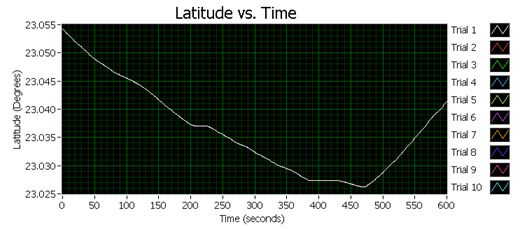 Latitude vs. Time
Latitude (Degrees)
23.055
23.050
23.045
23.040
23.035
23.030
23.025
0 50 100 150 200 250 300 350 400 450 500 550 600
Time (seconds)
Trial 1
Trial 2
Trial 3
Trial 4
Trial 5
Trial 6
Trial 7
Trial 8
Trial 9
Trial 10